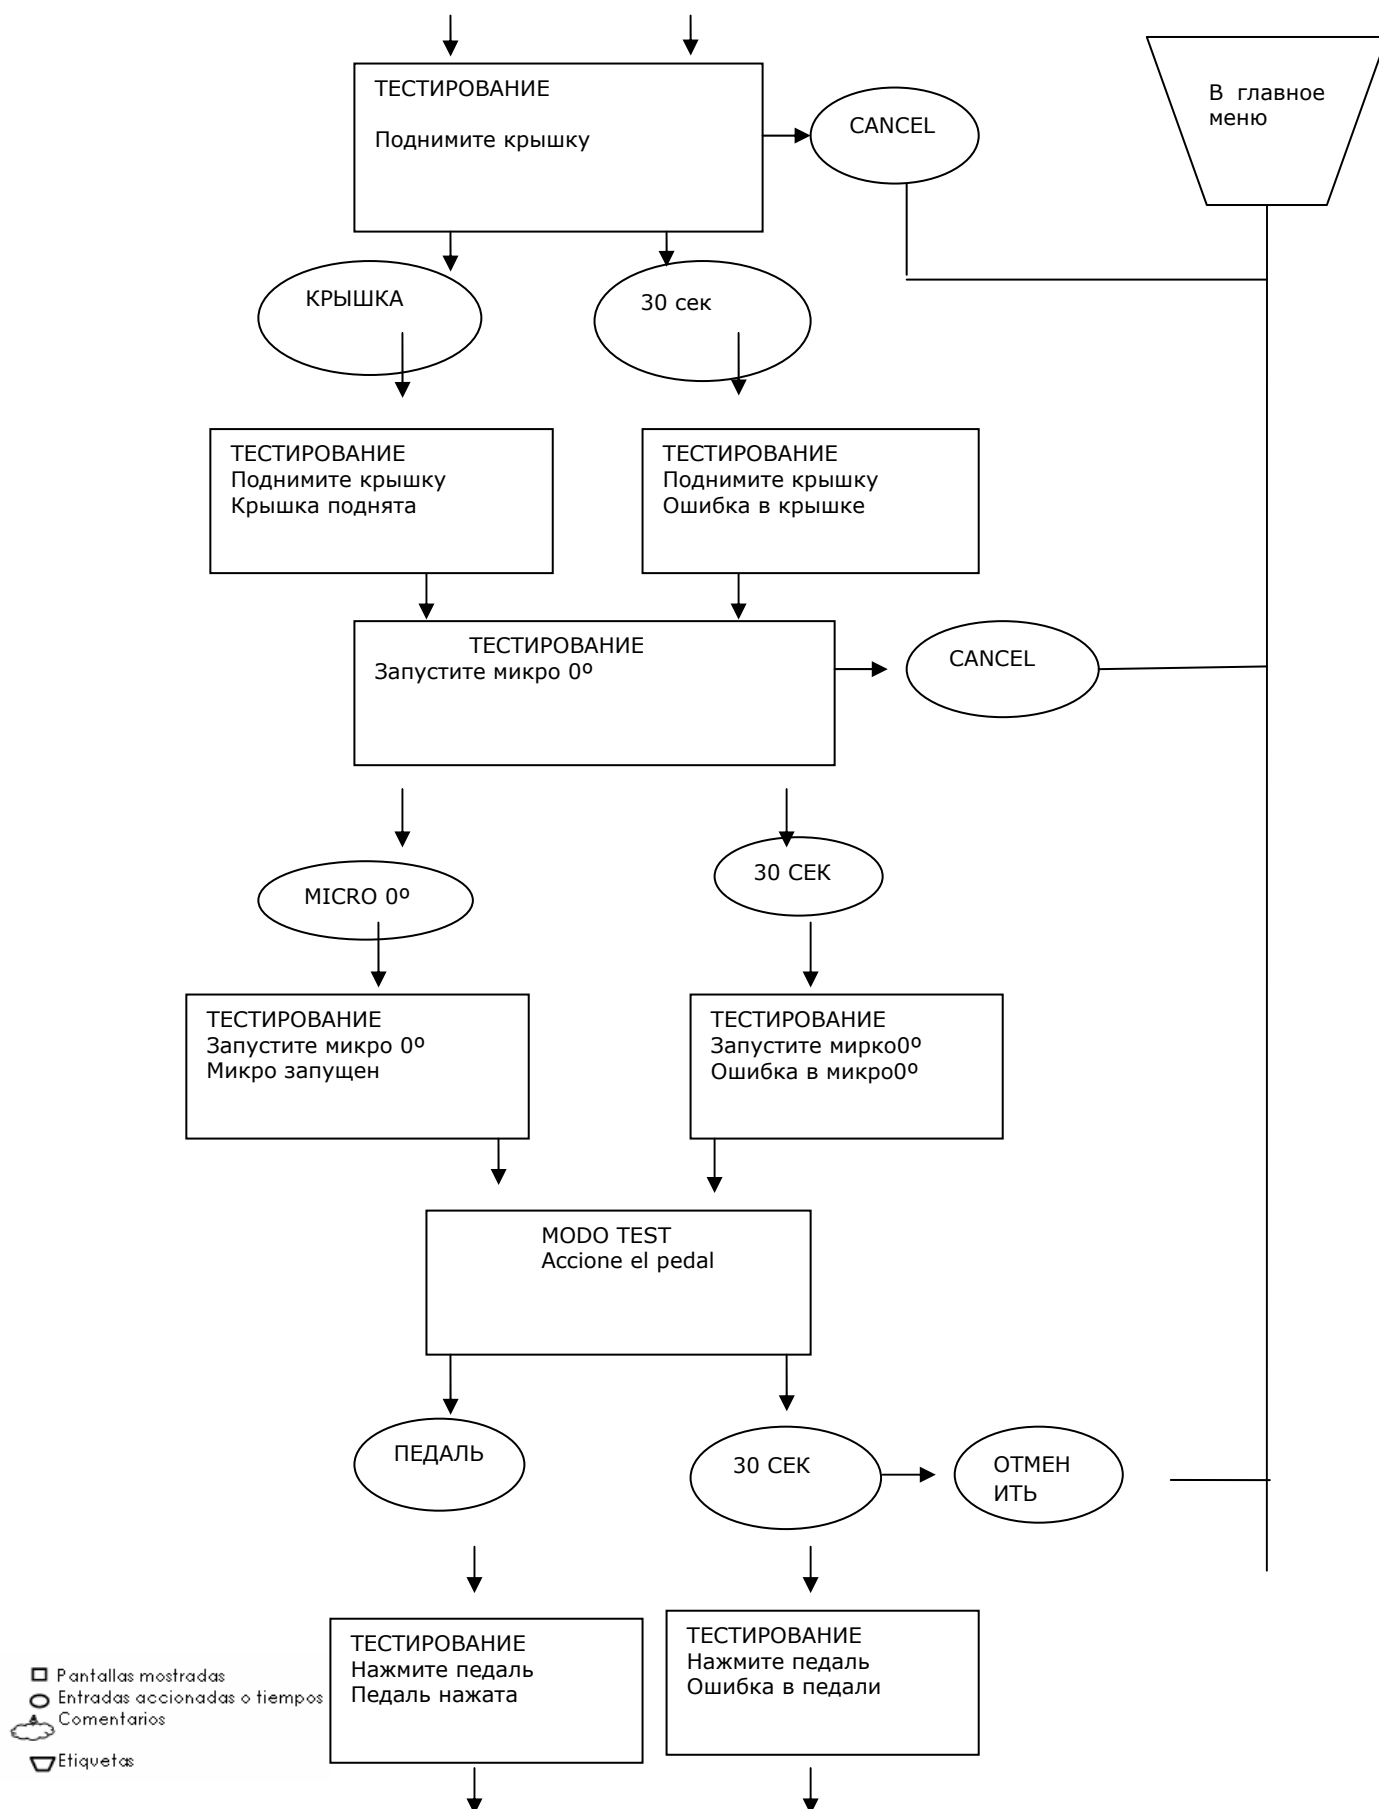 ТЕСТИРОВАНИЕ
Поднимите крышку
CANCEL
В главное
меню
КРЫШКА
30 сек
ТЕСТИРОВАНИЕ
Поднимите крышку
Крышка поднята
ТЕСТИРОВАНИЕ
Поднимите крышку
Ошибка в крышке
ТЕСТИРОВАНИЕ
Запустите микро 0º
CANCEL
MICRO 0º
30 СЕК
ТЕСТИРОВАНИЕ
Запустите микро 0º
Микро запущен
ТЕСТИРОВАНИЕ
Запустите мирко0º
Ошибка в микро0º
MODO TEST
Accione el pedal
ПЕДАЛЬ
30 СЕК
ОТМЕН
ИТЬ
ТЕСТИРОВАНИЕ
Нажмите педаль
Педаль нажата
ТЕСТИРОВАНИЕ
Нажмите педаль
Ошибка в педали
Pantallas mostradas
Entradas accionadas o tiempos
Comentarios
Etiquetas